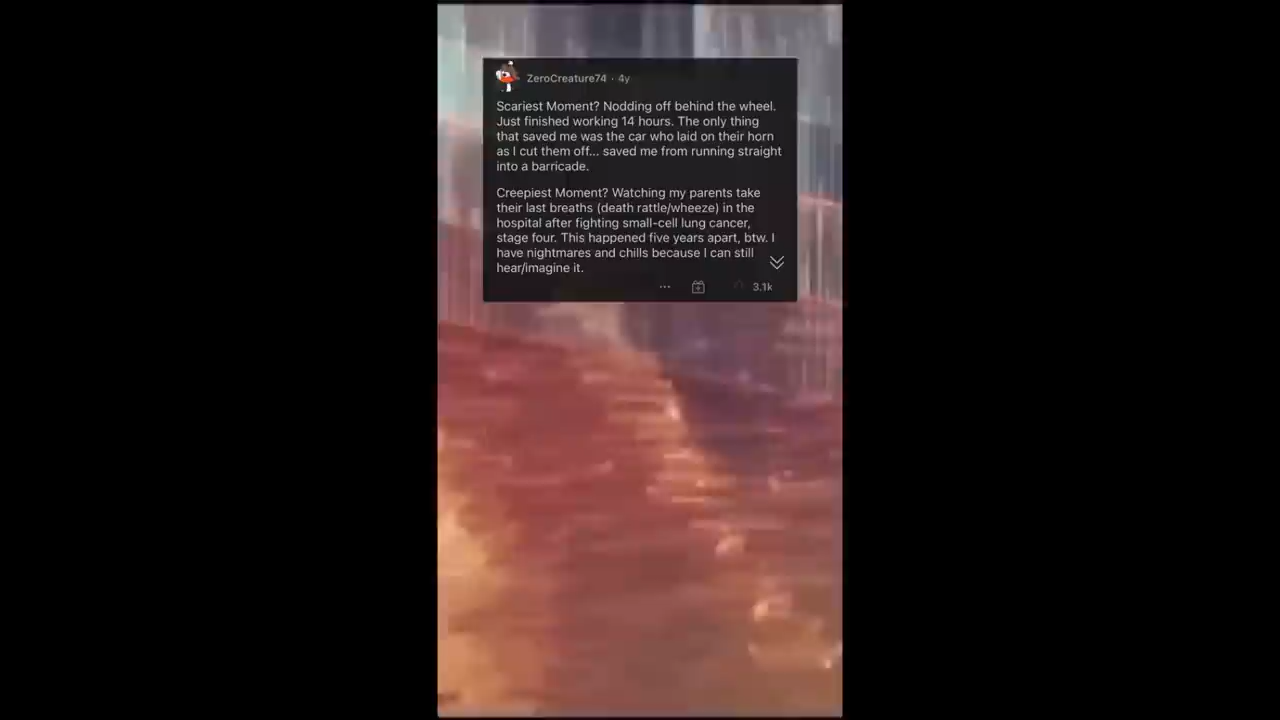 ZeroCreature74 · 4y
Scariest Moment? Nodding off behind the wheel.
Just finished working 14 hours. The only thing
that saved me was the car who laid on their horn
as I cut them off... saved me from running straight
into a barricade.
Creepiest Moment? Watching my parents take
their last breaths (death rattle/wheeze) in the
hospital after fighting small-cell lung cancer,
stage four. This happened five years apart, btw. I
have nightmares and chills because I can still
hear/imagine it.
3.1k